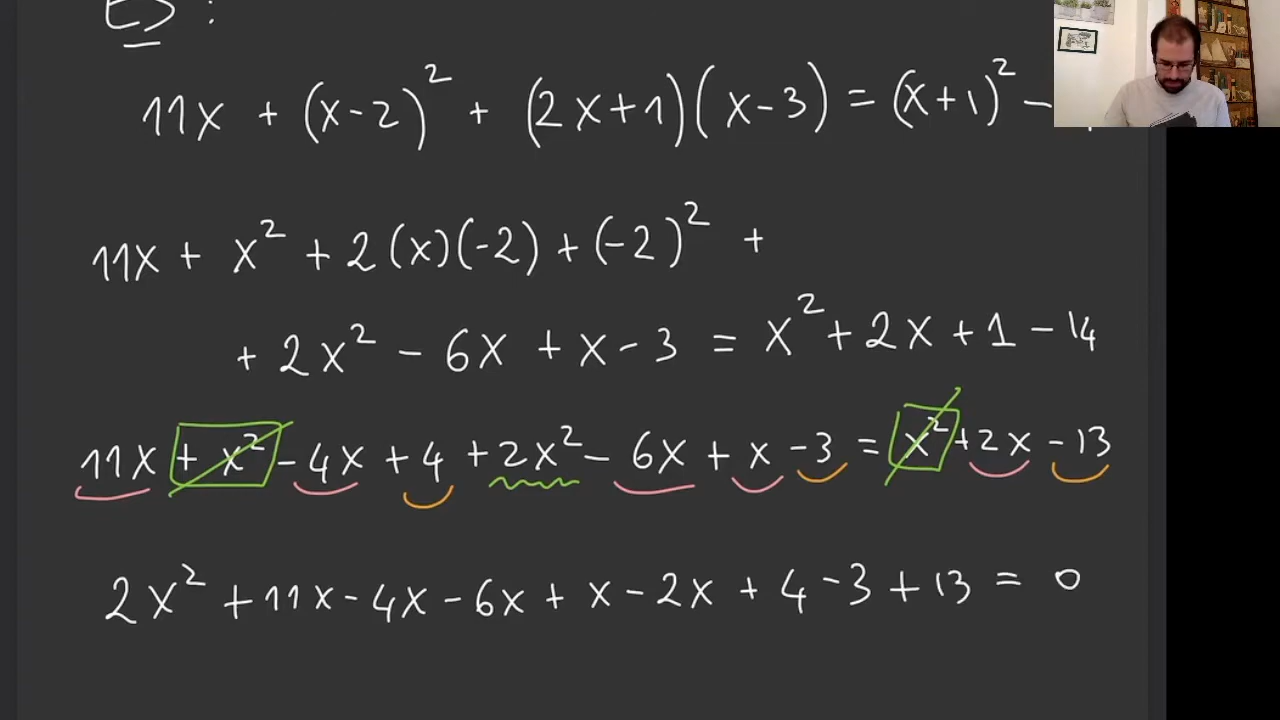 ES:
11x + (x-2)² + (2x+1)(x-3) = (x+1)² -
11x + x² + 2(x)(-2) + (-2)² +
+ 2x² - 6x + x - 3 = x² + 2x + 1 - 14
11x + x² - 4x + 4 + 2x² - 6x + x - 3 = x² + 2x - 13
2x² + 11x - 4x - 6x + x - 2x + 4 - 3 + 13 = 0